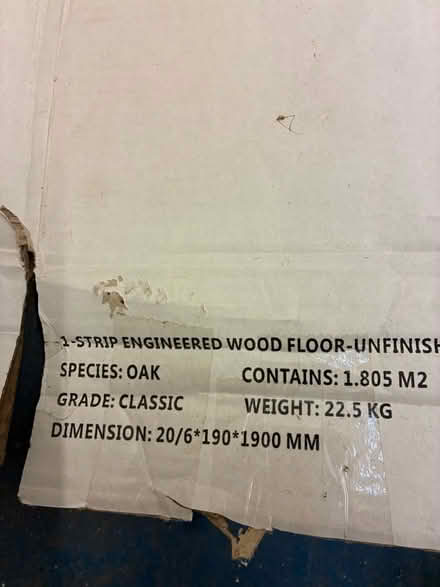 1-STRIP ENGINEERED WOOD FLOOR-UNFINISH
SPECIES: OAK CONTAINS: 1.805 M2
GRADE: CLASSIC WEIGHT: 22.5 KG
DIMENSION: 20/6*190*1900 MM